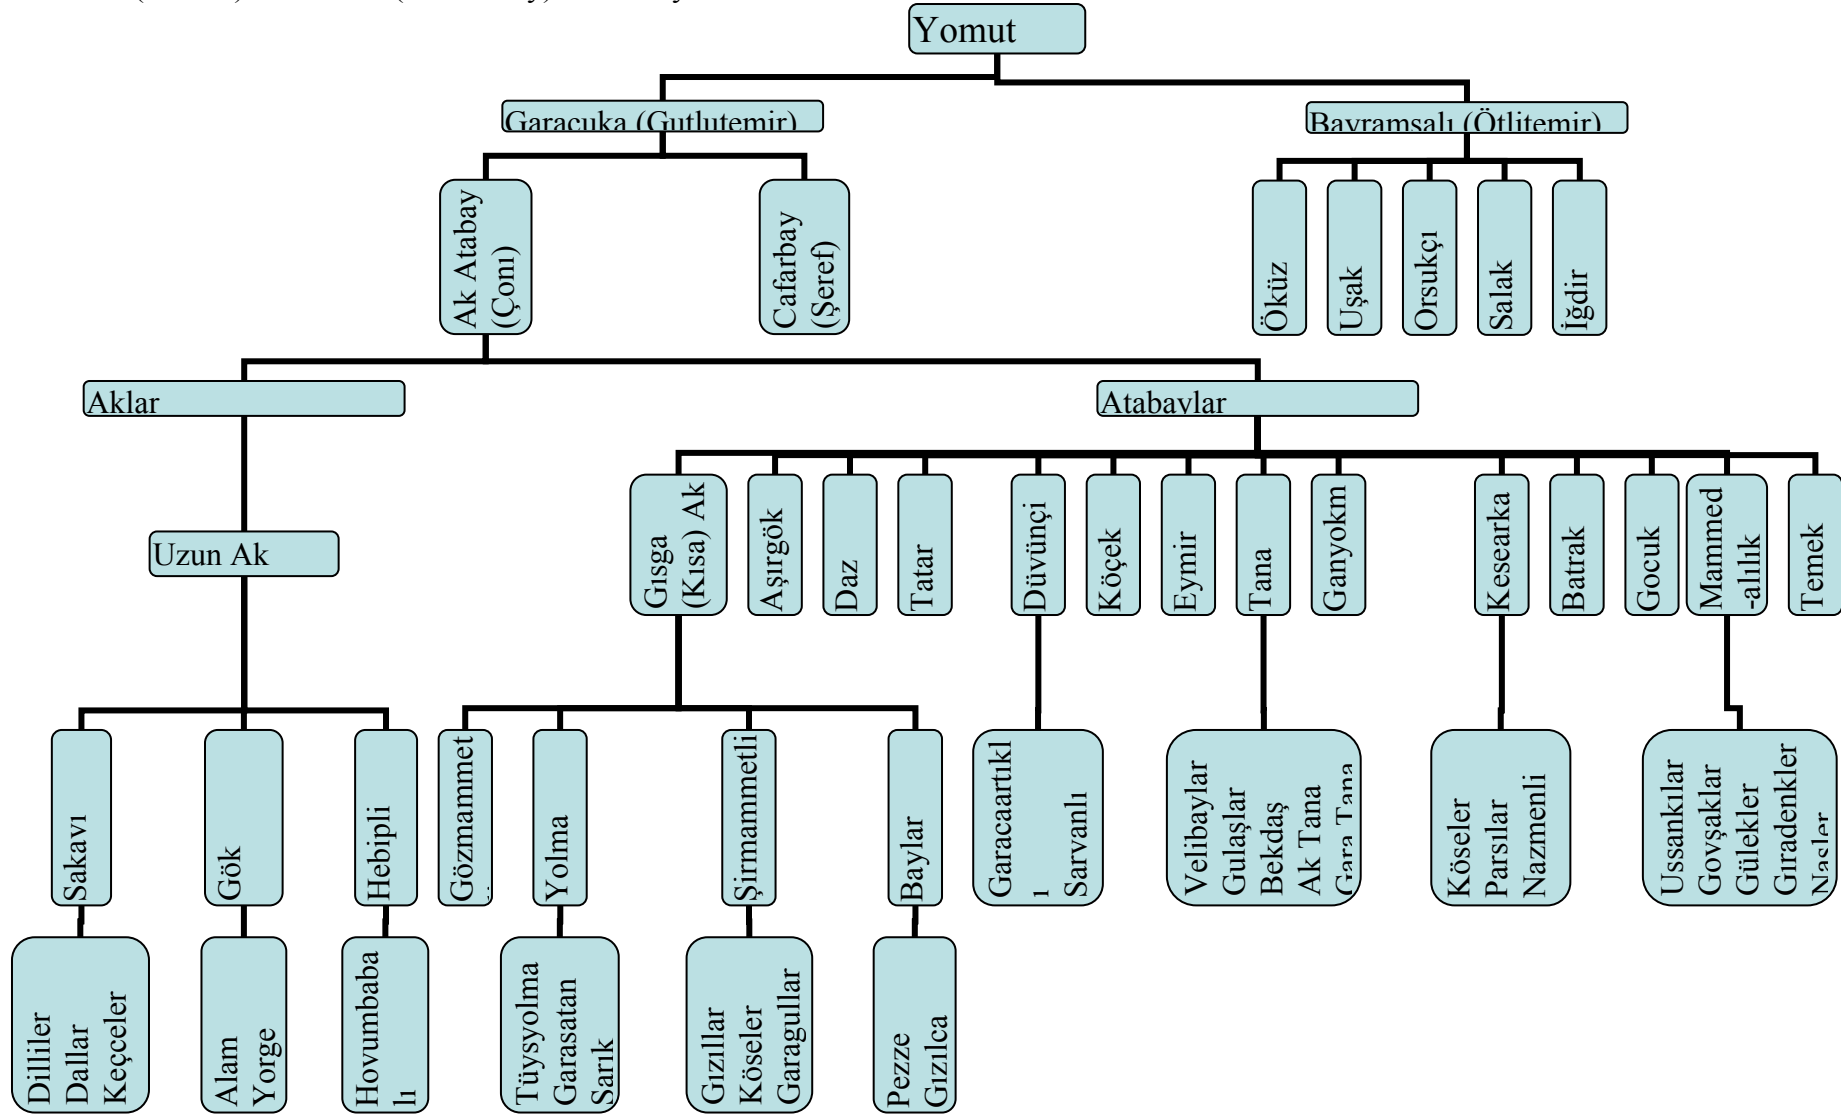 Yomut
Garacuka (Gutlutemir)
Bayramşalı (Ötlitemir)
Ak Atabay
(Çonı)
Cafarbay
(Şeref)
Öküz
Uşak
Orsukçı
Salak
İğdir
Aklar
Atabaylar
Uzun Ak
Gısga
(Kısa) Ak
Aşırgök
Daz
Tatar
Düvünçi
Köçek
Eymir
Tana
Ganyokm
Kesearka
Batrak
Gocuk
Mammed
-alılık
Temek
Sakavı
Gök
Hebipli
Gözmammet
Yolma
Şirmammetli
Baylar
Garacaartıkl
ı
Sarvanlı
Velibaylar
Gulaşlar
Bekdaş
Ak Tana
Gara Tana
Köseler
Parsılar
Nazmenli
Ussankılar
Govşaklar
Gülekler
Gıradenkler
Dilliler
Dallar
Keçceler
Alam
Yorge
Hovumbaba
lı
Tüysyolma
Garasatan
Sarık
Gızıllar
Köseler
Garagullar
Pezze
Gızılca